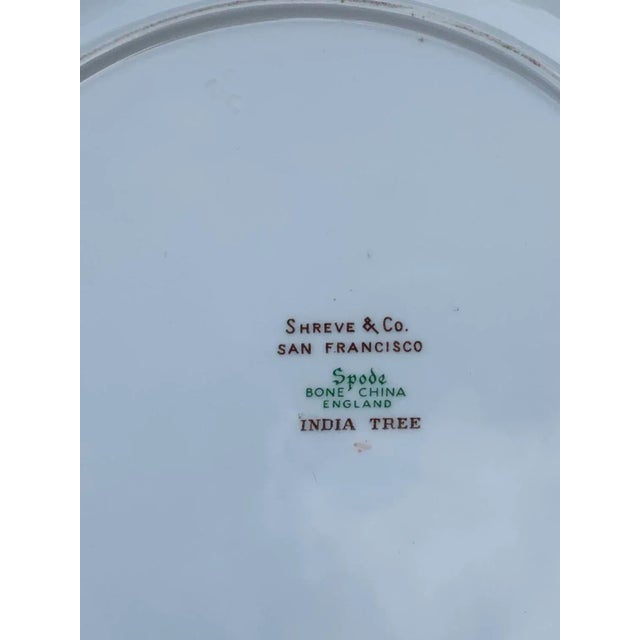 SHREVE & CO.
SAN FRANCISCO
Spode
BONE CHINA
ENGLAND
INDIA TREE